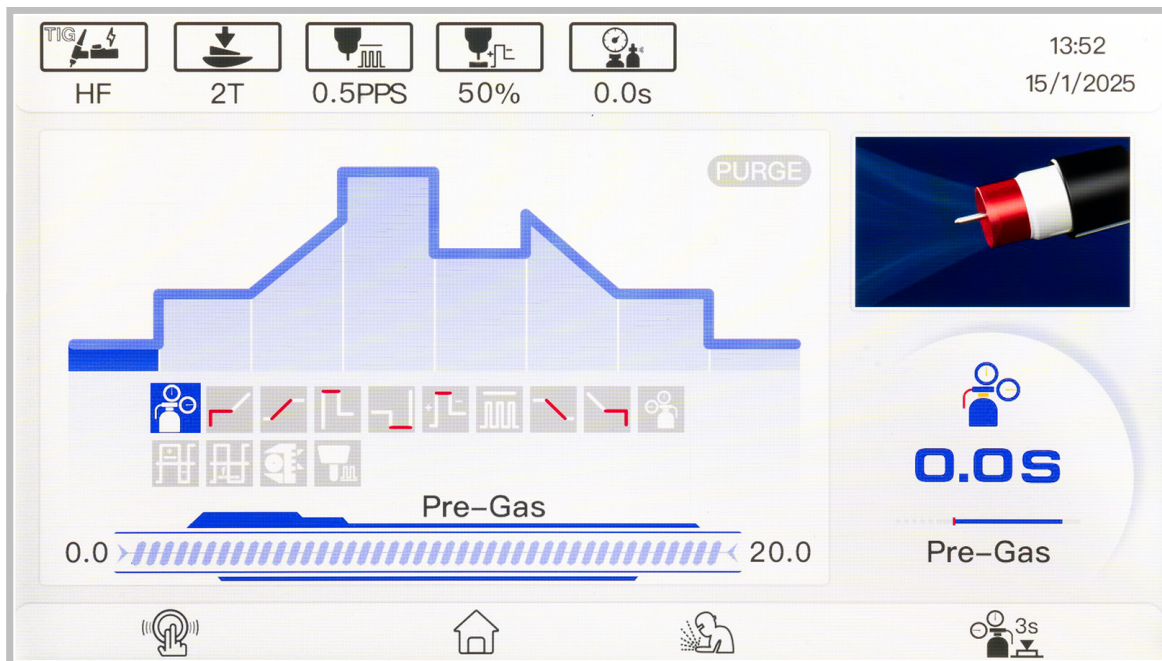 TIG
HF
2T
0.5PPS
50%
0.0s
13:52
15/1/2025
PURGE
Pre-Gas
0.0
20.0
0.0s
Pre-Gas
3s